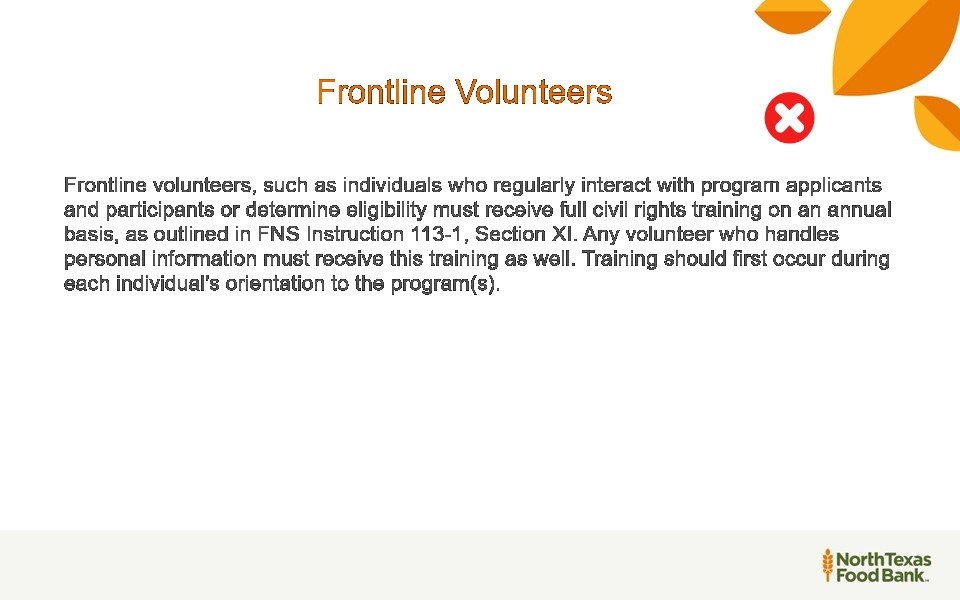 Frontline Volunteers
Frontline volunteers, such as individuals who regularly interact with program applicants
and participants or determine eligibility must receive full civil rights training on an annual
basis, as outlined in FNS Instruction 113-1, Section XI. Any volunteer who handles
personal information must receive this training as well. Training should first occur during
each individual's orientation to the program(s).
North Texas
Food Bank™